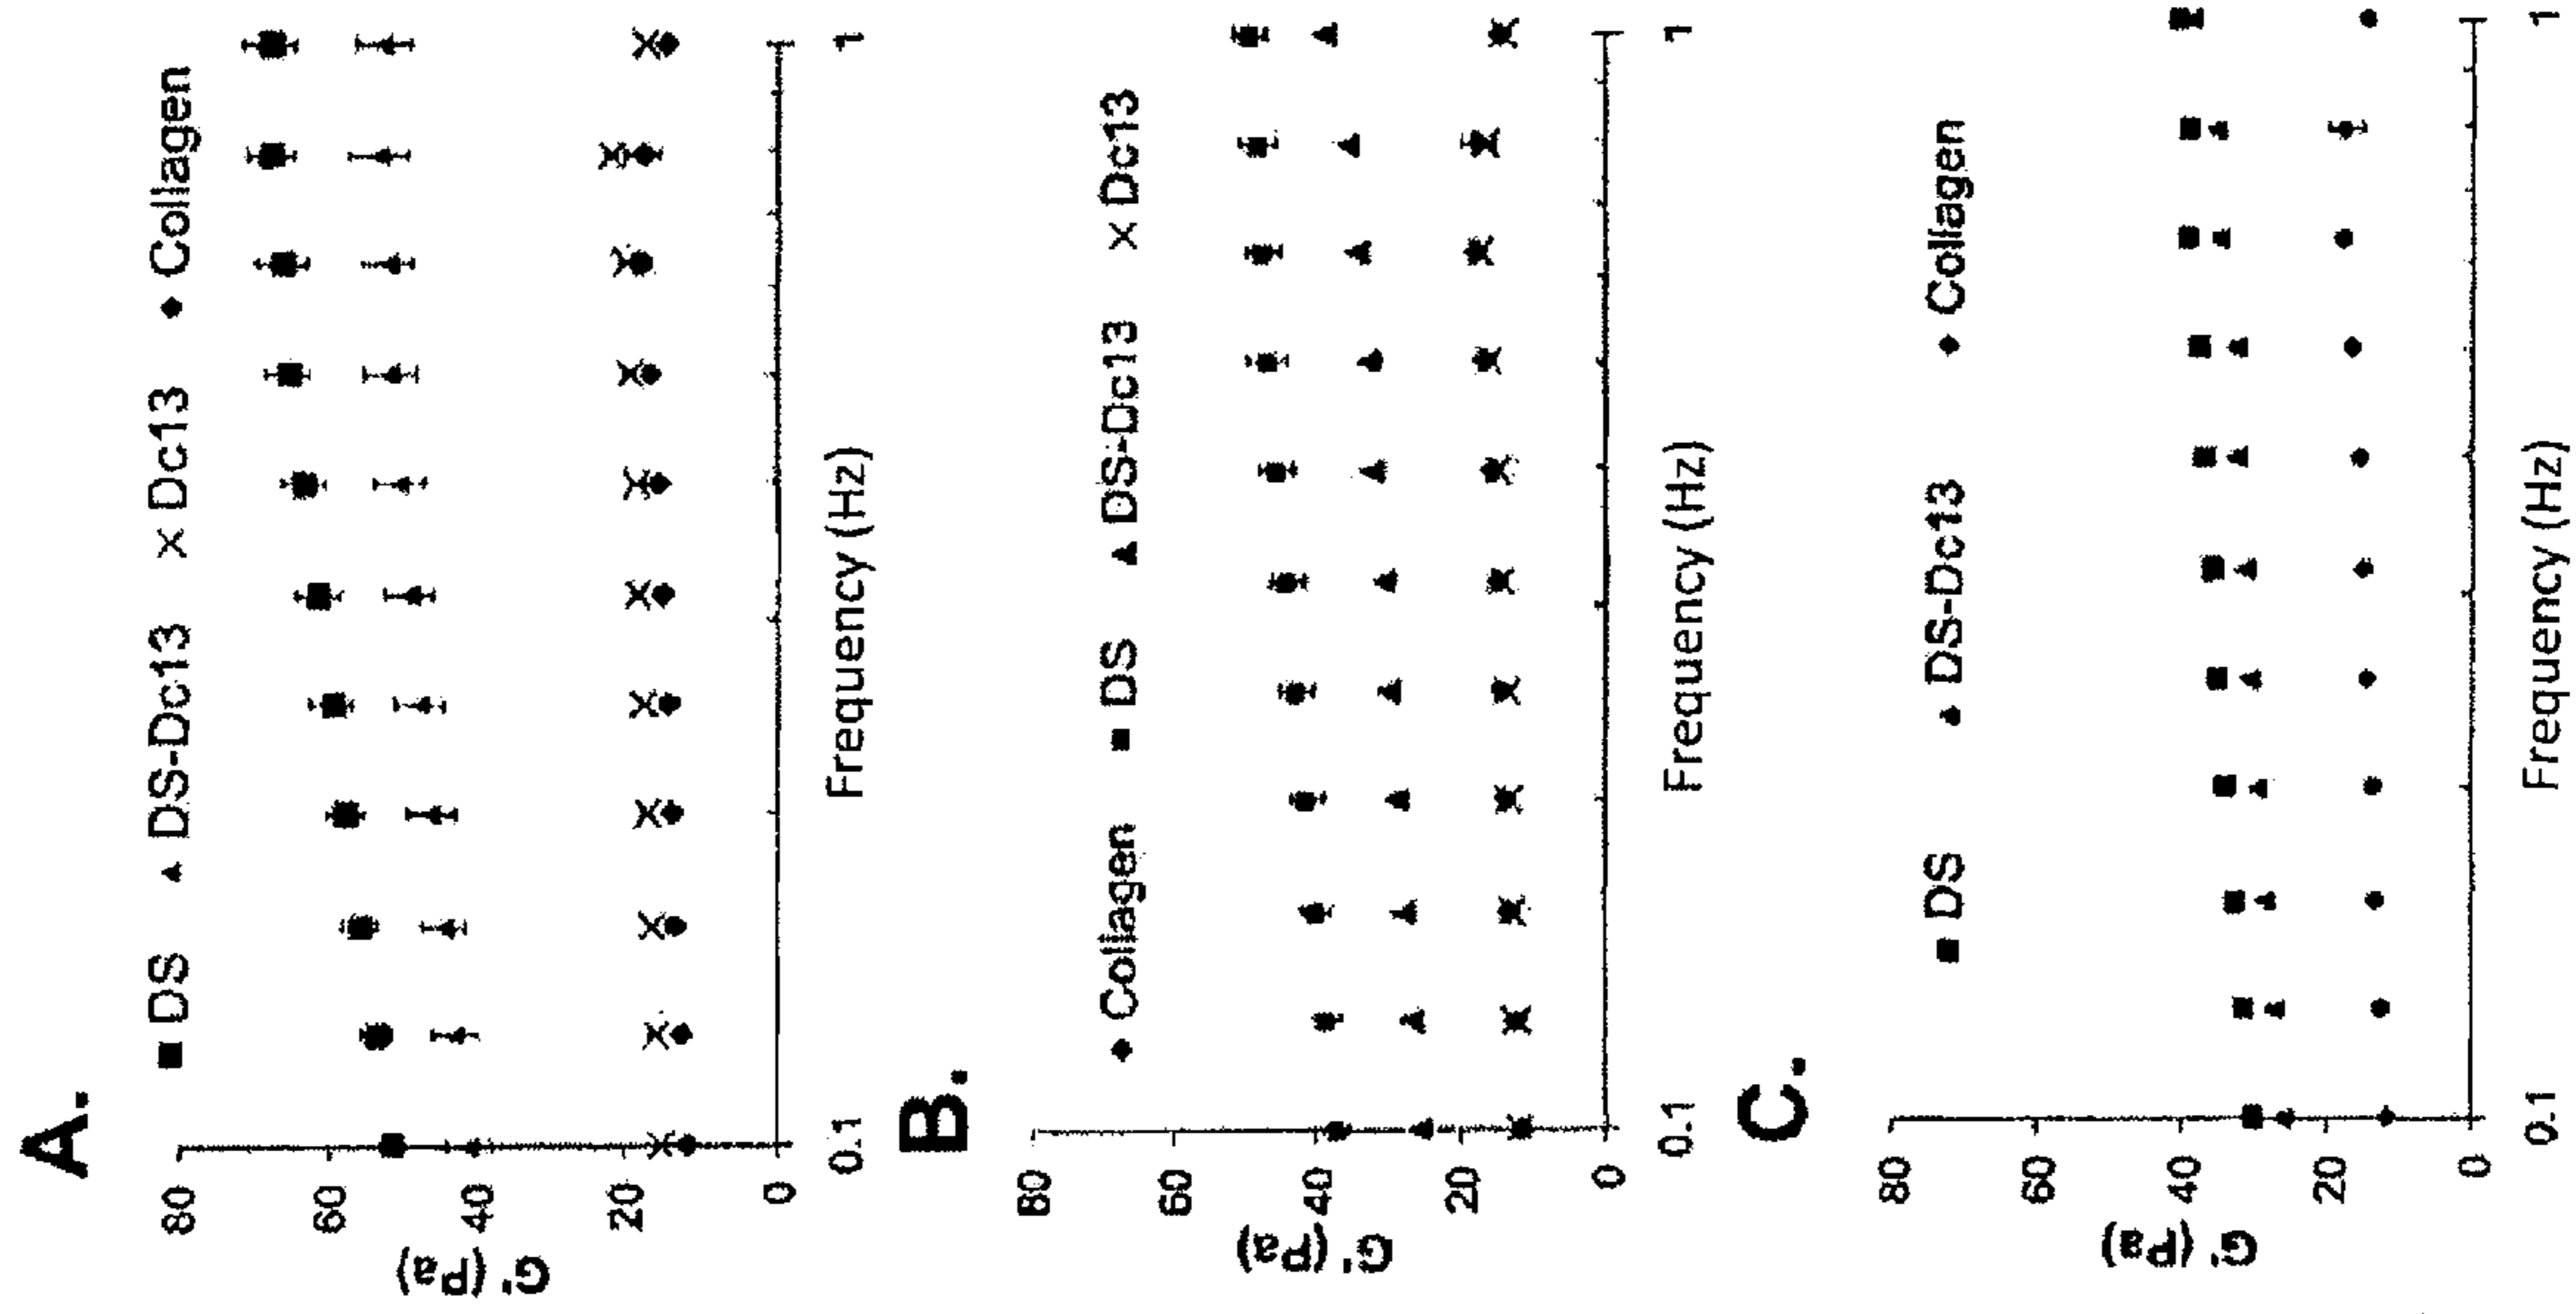 A.
■ DS ▲ DS-Dc13 × Dc13 ◆ Collagen
80
60
40
20
0
G' (Pa)
0.1
1
Frequency (Hz)
B.
◆ Collagen ■ DS ▲ DS-Dc13 × Dc13
80
60
40
20
0
G' (Pa)
0.1
1
Frequency (Hz)
C.
■ DS ▲ DS-Dc13 ◆ Collagen
80
60
40
20
0
G' (Pa)
0.1
1
Frequency (Hz)